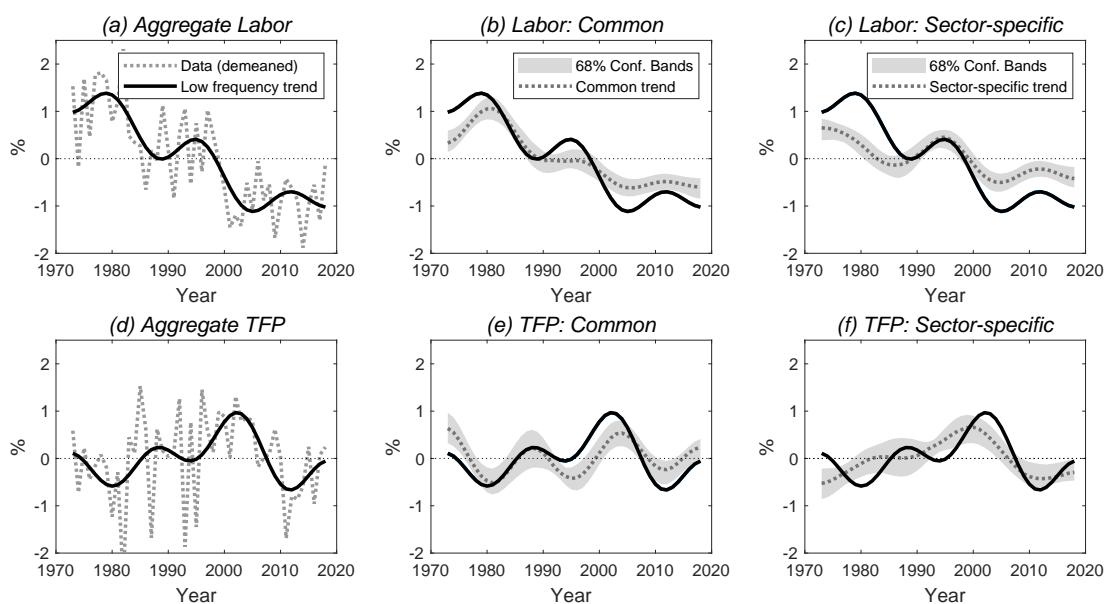 (a) Aggregate Labor
2
1
0
-1
-2
%
Data (demeaned)
Low frequency trend
1970 1980 1990 2000 2010 2020
Year
(b) Labor: Common
2
1
0
-1
-2
%
68% Conf. Bands
Common trend
1970 1980 1990 2000 2010 2020
Year
(c) Labor: Sector-specific
2
1
0
-1
-2
%
68% Conf. Bands
Sector-specific trend
1970 1980 1990 2000 2010 2020
Year
(d) Aggregate TFP
2
1
0
-1
-2
%
1970 1980 1990 2000 2010 2020
Year
(e) TFP: Common
2
1
0
-1
-2
%
1970 1980 1990 2000 2010 2020
Year
(f) TFP: Sector-specific
2
1
0
-1
-2
%
1970 1980 1990 2000 2010 2020
Year